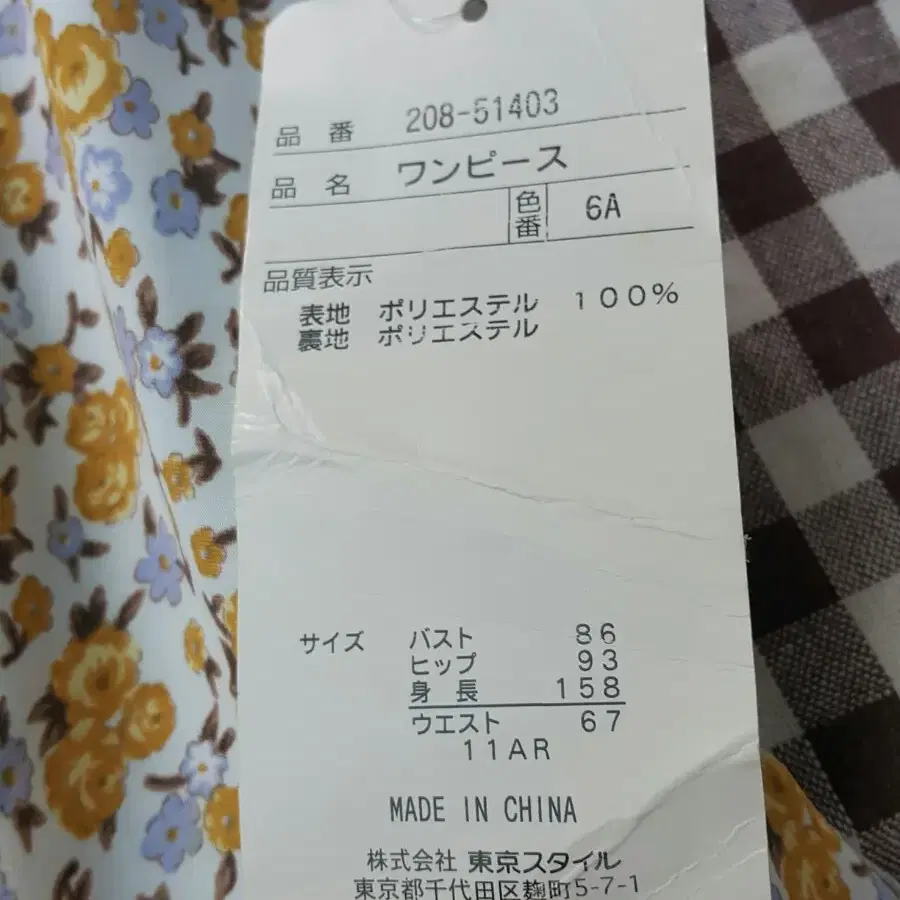 品番 208-51403
品名 ワンピース
色番 6A
品質表示
表地 ポリエステル 100%
裏地 ポリエステル
サイズ バスト 86
ヒップ 93
身長 158
ウエスト 67
11AR
MADE IN CHINA
株式会社 東京スタイル
東京都千代田区麹町5-7-1